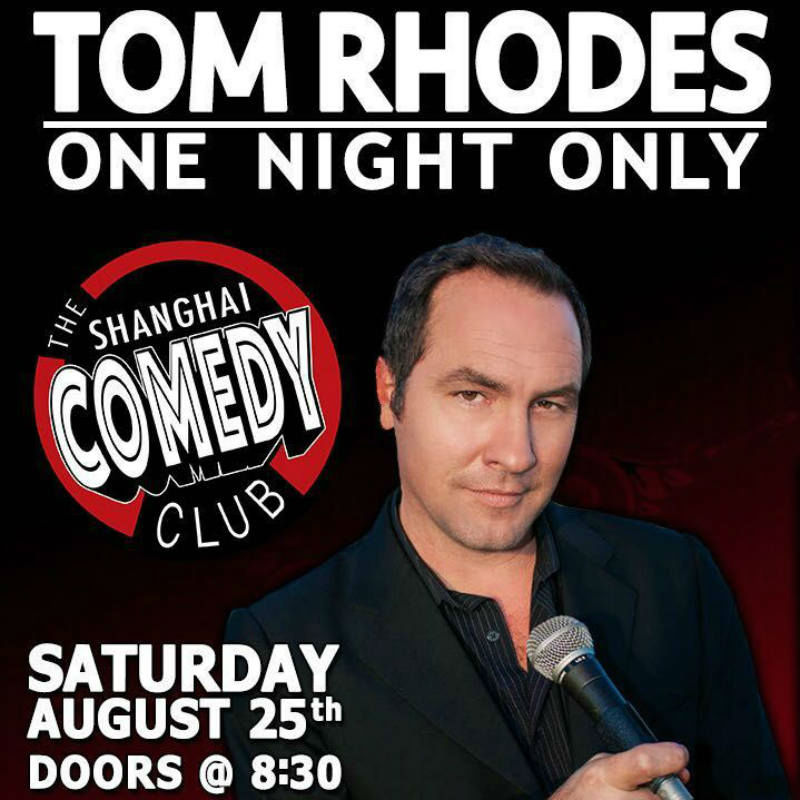 TOM RHODES
ONE NIGHT ONLY
THE
SHANGHAI
COMEDY
CLUB
SATURDAY
AUGUST 25th
DOORS @ 8:30